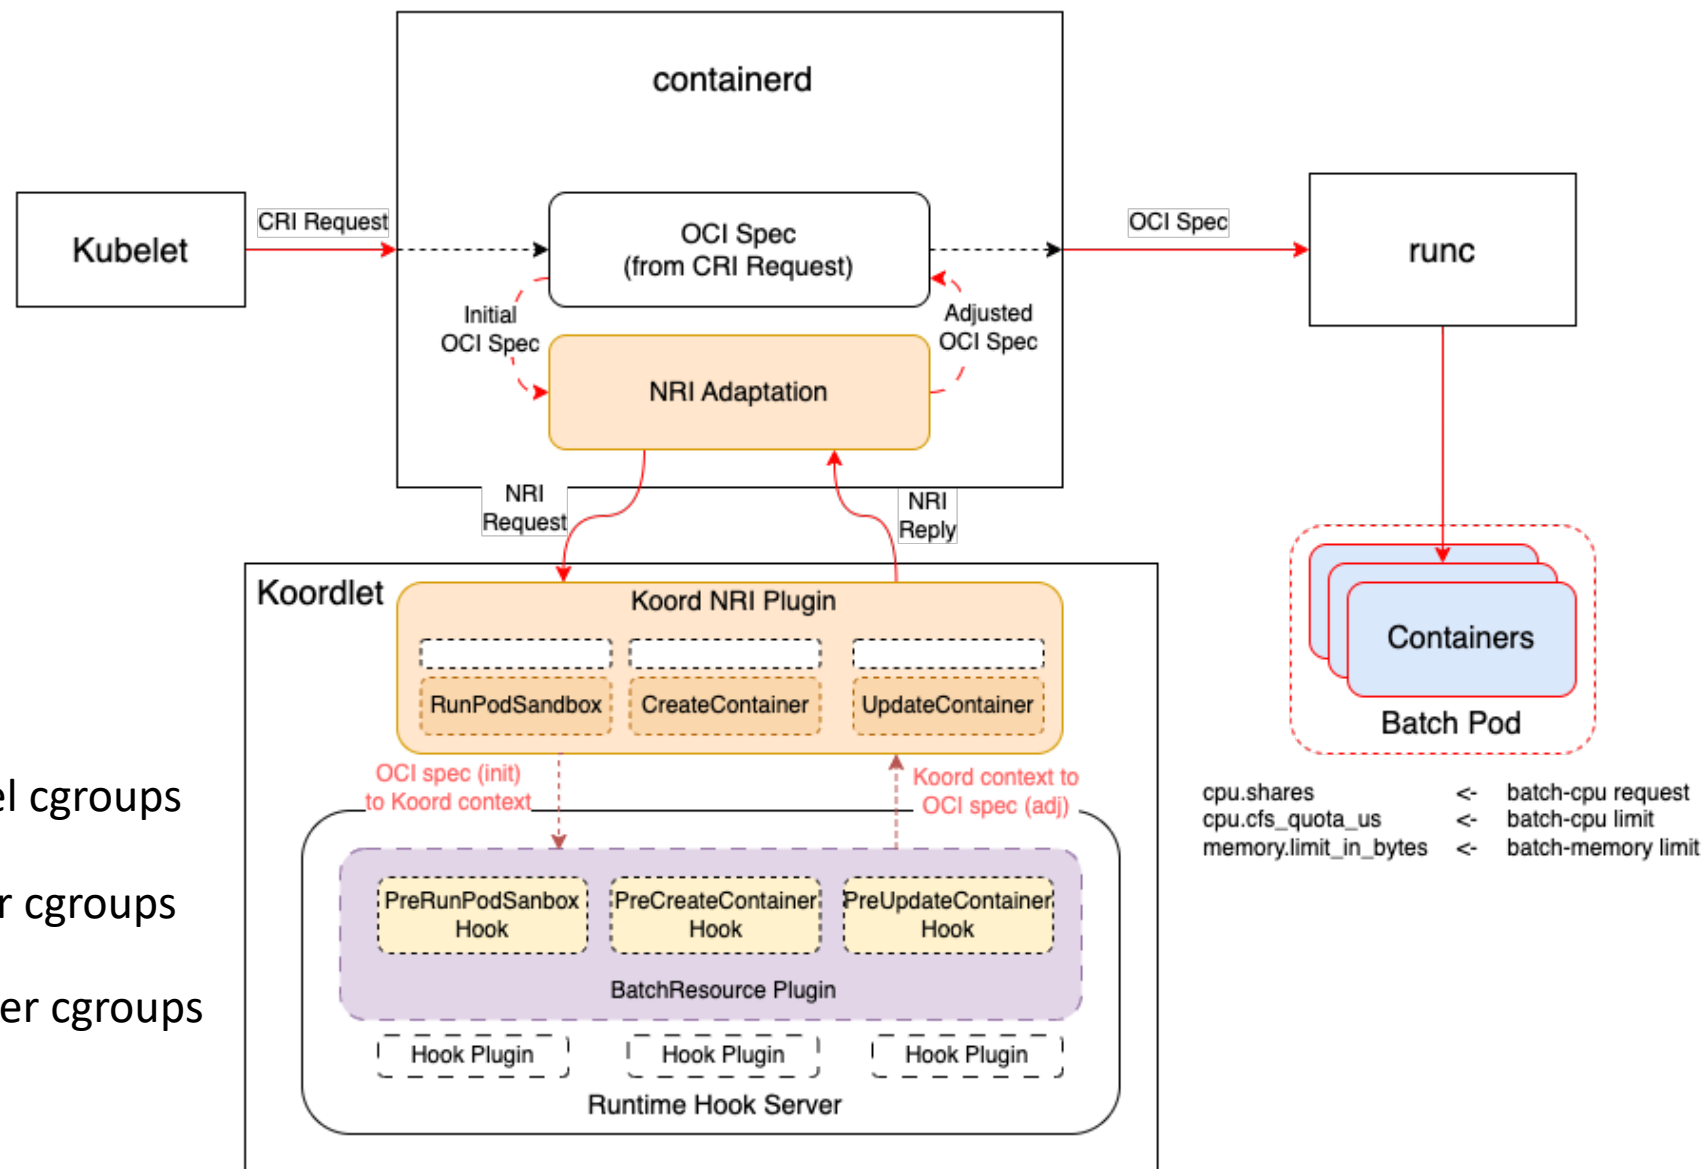 containerd
Kubelet
CRI Request
OCI Spec
(from CRI Request)
OCI Spec
runc
Initial
OCI Spec
Adjusted
OCI Spec
NRI Adaptation
NRI
Request
NRI
Reply
Koordlet
Koord NRI Plugin
RunPodSandbox
CreateContainer
UpdateContainer
Containers
Batch Pod
OCI spec (init)
to Koord context
Koord context to
OCI spec (adj)
cpu.shares <- batch-cpu request
cpu.cfs_quota_us <- batch-cpu limit
memory.limit_in_bytes <- batch-memory limit
cgroups
cgroups
cgroups
PreRunPodSanbox
Hook
PreCreateContainer
Hook
PreUpdateContainer
Hook
BatchResource Plugin
Hook Plugin
Hook Plugin
Hook Plugin
Runtime Hook Server